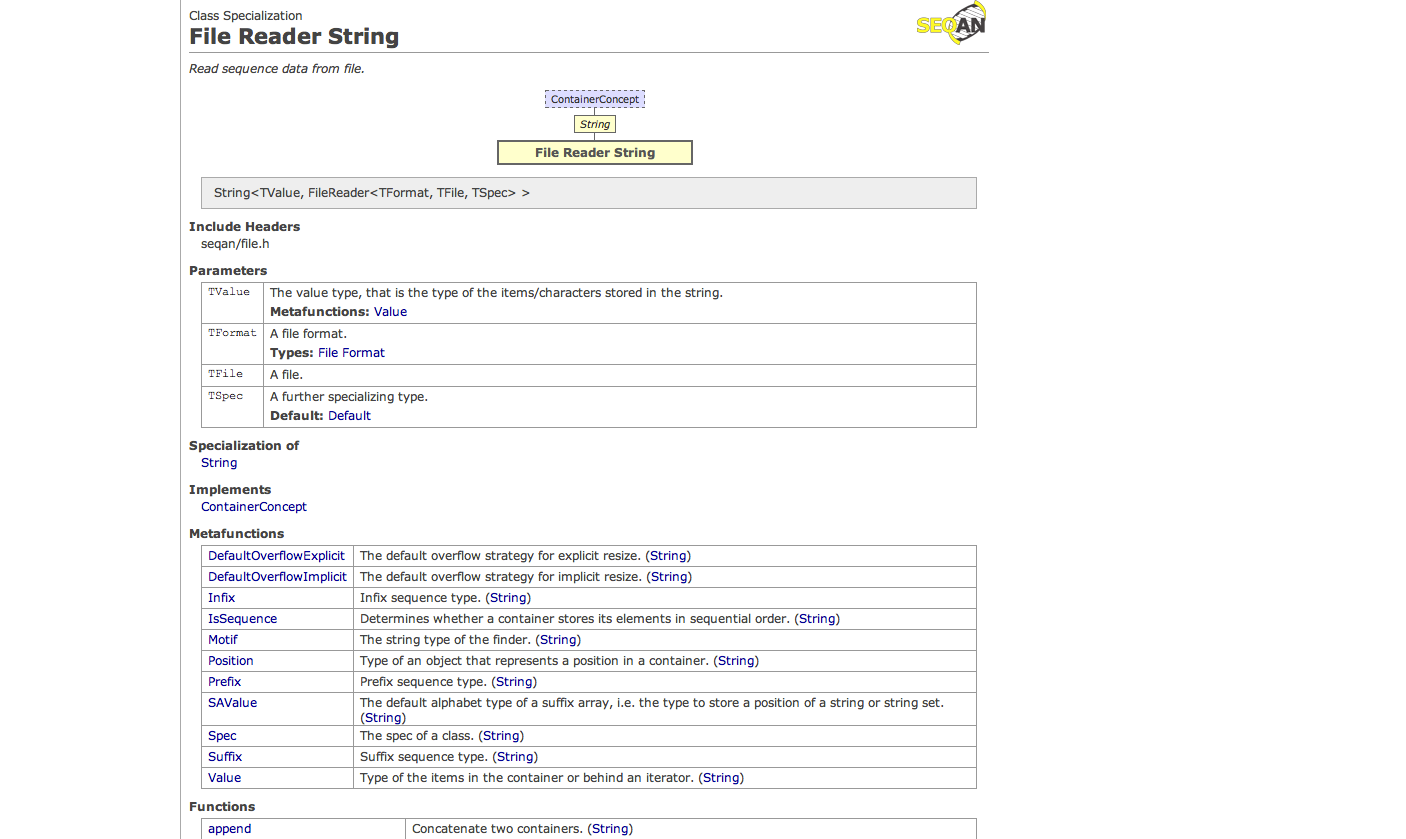 Class Specialization
File Reader String
SEQAN
Read sequence data from file.
ContainerConcept
String
File Reader String
String<TValue, FileReader<TFormat, TFile, TSpec> >
Include Headers
seqan/file.h
Parameters
TValue The value type, that is the type of the items/characters stored in the string.
Metafunctions: Value
TFormat A file format.
Types: File Format
TFile A file.
TSpec A further specializing type.
Default: Default
Specialization of
String
Implements
ContainerConcept
Metafunctions
DefaultOverflowExplicit The default overflow strategy for explicit resize. (String)
DefaultOverflowImplicit The default overflow strategy for implicit resize. (String)
Infix Infix sequence type. (String)
IsSequence Determines whether a container stores its elements in sequential order. (String)
Motif The string type of the finder. (String)
Position Type of an object that represents a position in a container. (String)
Prefix Prefix sequence type. (String)
SAValue The default alphabet type of a suffix array, i.e. the type to store a position of a string or string set.
(String)
Spec The spec of a class. (String)
Suffix Suffix sequence type. (String)
Value Type of the items in the container or behind an iterator. (String)
Functions
append Concatenate two containers. (String)